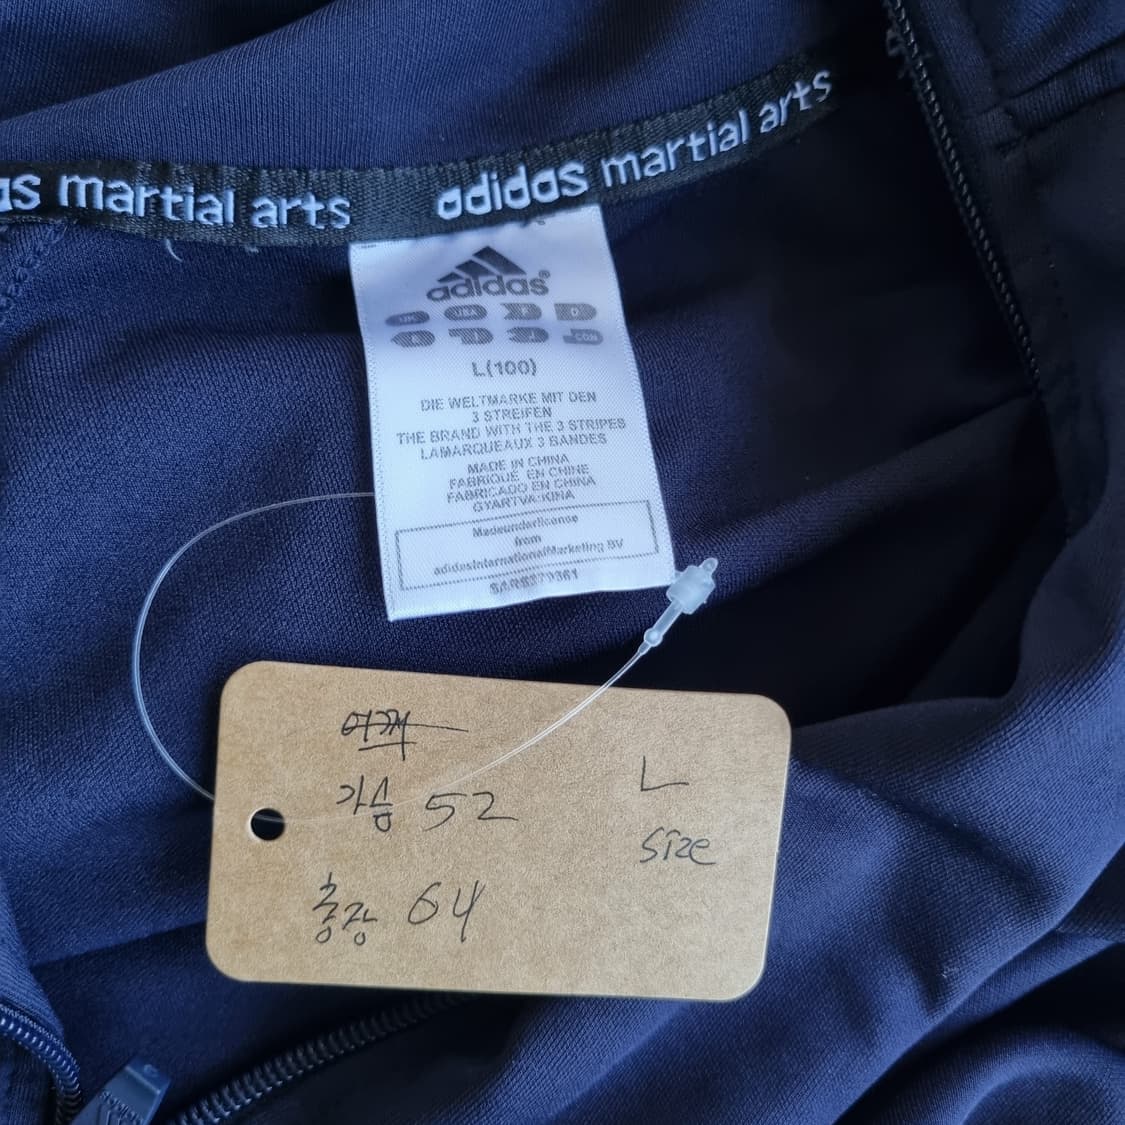 as martial arts
adidas martial arts
adidas®
UK USA F D
L(100)
DIE WELTMARKE MIT DEN
3 STREIFEN
THE BRAND WITH THE 3 STRIPES
LAMARQUEAUX 3 BANDES
MADE IN CHINA
FABRIQUE EN CHINE
FABRICADO EN CHINA
GYARTVA:KINA
Madeunderlicense
from
adidasInternationalMarketing BV
가슴 52
총장 64
L
size